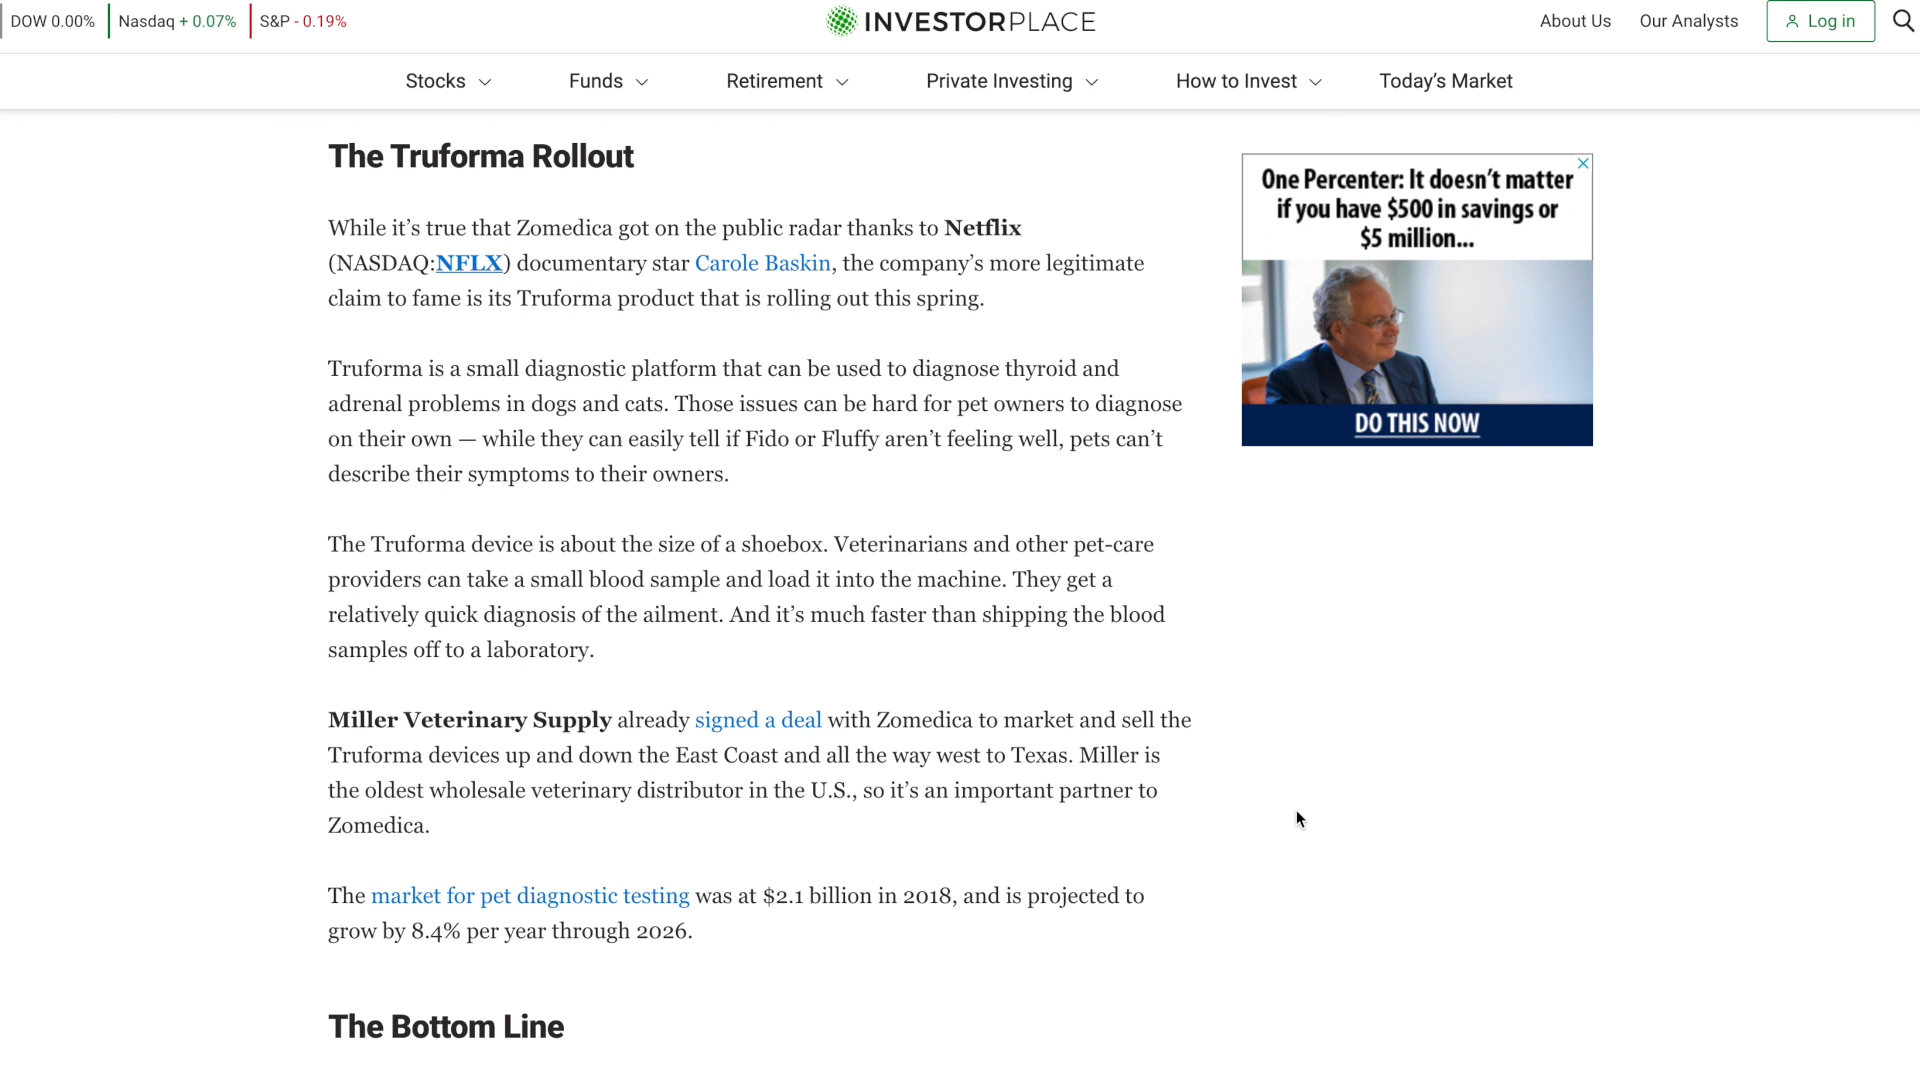 DOW 0.00%
Nasdaq + 0.07%
S&P - 0.19%
INVESTORPLACE
About Us
Our Analysts
Log in
Stocks
Funds
Retirement
Private Investing
How to Invest
Today’s Market
The Truforma Rollout
While it’s true that Zomedica got on the public radar thanks to Netflix
(NASDAQ:NFLX) documentary star Carole Baskin, the company’s more legitimate
claim to fame is its Truforma product that is rolling out this spring.
Truforma is a small diagnostic platform that can be used to diagnose thyroid and
adrenal problems in dogs and cats. Those issues can be hard for pet owners to diagnose
on their own — while they can easily tell if Fido or Fluffy aren’t feeling well, pets can’t
describe their symptoms to their owners.
The Truforma device is about the size of a shoebox. Veterinarians and other pet-care
providers can take a small blood sample and load it into the machine. They get a
relatively quick diagnosis of the ailment. And it’s much faster than shipping the blood
samples off to a laboratory.
Miller Veterinary Supply already signed a deal with Zomedica to market and sell the
Truforma devices up and down the East Coast and all the way west to Texas. Miller is
the oldest wholesale veterinary distributor in the U.S., so it’s an important partner to
Zomedica.
The market for pet diagnostic testing was at $2.1 billion in 2018, and is projected to
grow by 8.4% per year through 2026.
The Bottom Line
One Percenter: It doesn’t matter
if you have $500 in savings or
$5 million...
DO THIS NOW